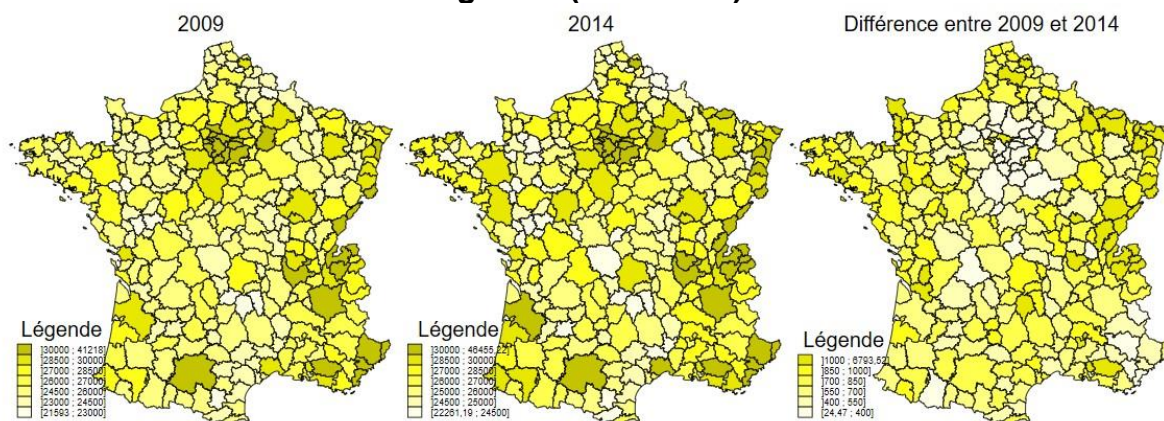 2009
2014
Différence entre 2009 et 2014
Légende
]30000 ; 41218]
]28500 ; 30000]
]27000 ; 28500]
]26000 ; 27000]
]24500 ; 26000]
]23000 ; 24500]
[21593 ; 23000]
Légende
]30000 ; 46455,22]
]28500 ; 30000]
]27000 ; 28500]
]26000 ; 27000]
]25000 ; 26000]
]24500 ; 25000]
[22261,19 ; 24500]
Légende
]1000 ; 6793,52]
]850 ; 1000]
]700 ; 850]
]550 ; 700]
]400 ; 550]
[24,47 ; 400]